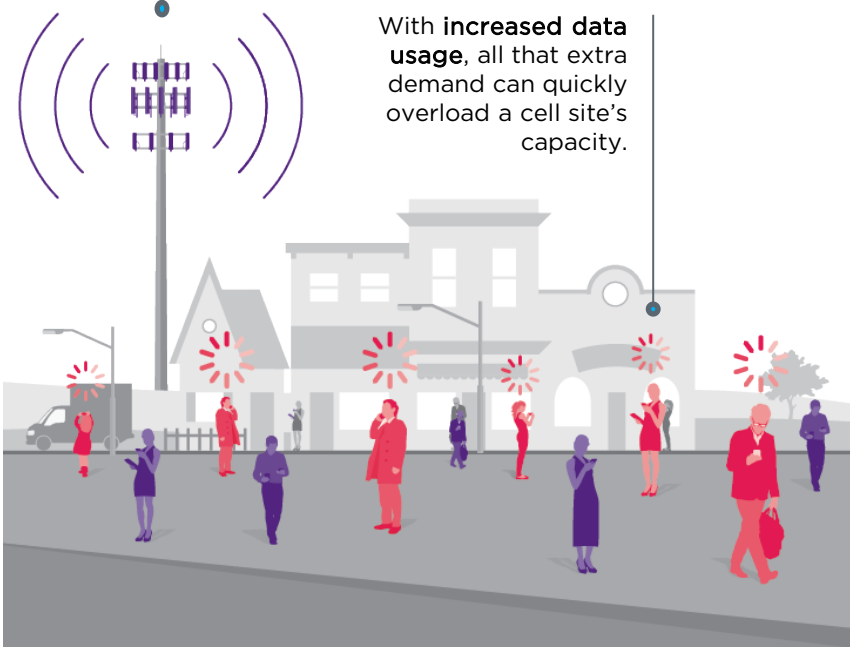 With increased data
usage, all that extra
demand can quickly
overload a cell site’s
capacity.